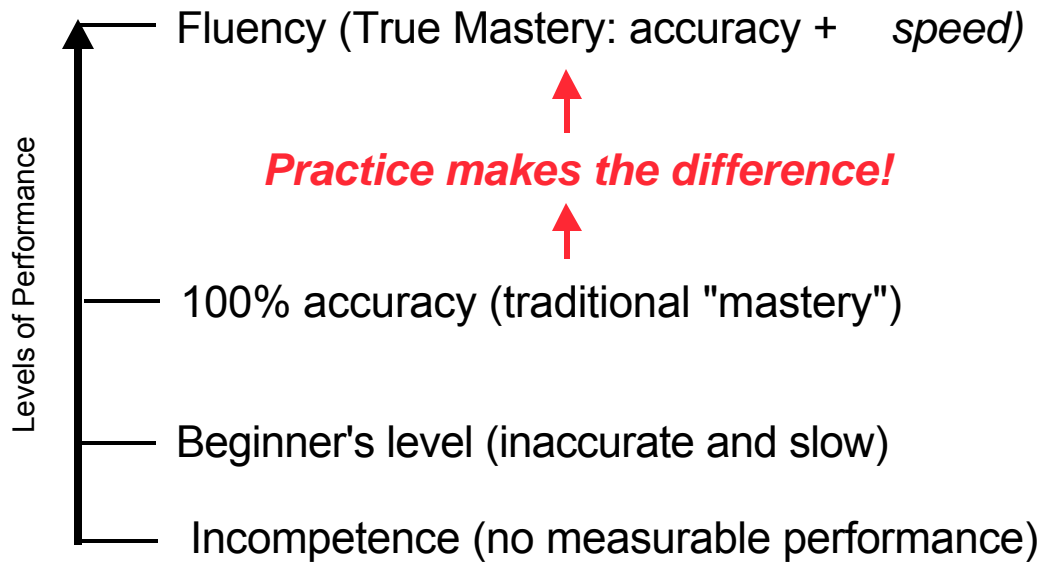 Fluency (True Mastery: accuracy + speed)
Practice makes the difference!
Levels of Performance
100% accuracy (traditional "mastery")
Beginner's level (inaccurate and slow)
Incompetence (no measurable performance)